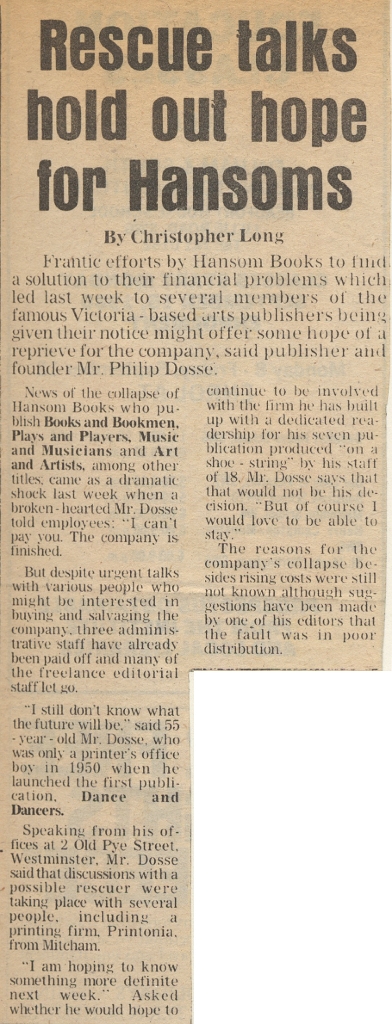 Rescue talks
hold out hope
for Hansoms
By Christopher Long
Frantic efforts by Hansom Books to find
a solution to their financial problems which
led last week to several members of the
famous Victoria - based arts publishers being
given their notice might offer some hope of a
reprieve for the company, said publisher and
founder Mr. Philip Dosse.
News of the collapse of
Hansom Books who pu-
blish Books and Bookmen,
Plays and Players, Music
and Musicians and Art
and Artists, among other
titles, came as a dramatic
shock last week when a
broken - hearted Mr. Dosse
told employees: "I can't
pay you. The company is
finished.
But despite urgent talks
with various people who
might be interested in
buying and salvaging the
company, three adminis-
trative staff have already
been paid off and many of
the freelance editorial
staff let go.
"I still don't know what
the future will be," said 55
- year - old Mr. Dosse, who
was only a printer's office
boy in 1950 when he
launched the first publi-
cation, Dance and
Dancers.
Speaking from his of-
fices at 2 Old Pye Street,
Westminster, Mr. Dosse
said that discussions with a
possible rescuer were
taking place with several
people, including a
printing firm, Printonia,
from Mitcham.
"I am hoping to know
something more definite
next week." Asked
whether he would hope to
continue to be involved
with the firm he has built
up with a dedicated rea-
dership for his seven pu-
blication produced "on a
shoe - string" by his staff
of 18, Mr. Dosse says that
that would not be his de-
cision. "But of course I
would love to be able to
stay."
The reasons for the
company's collapse be-
sides rising costs were still
not known although sug-
gestions have been made
by one of his editors that
the fault was in poor
distribution.